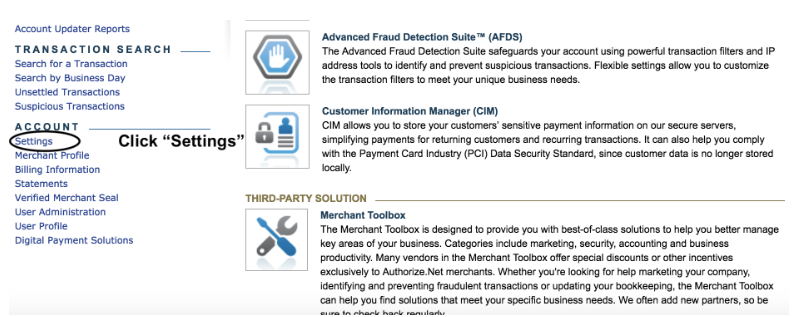 Account Updater Reports
TRANSACTION SEARCH
Search for a Transaction
Search by Business Day
Unsettled Transactions
Suspicious Transactions
ACCOUNT
Settings
Click “Settings”
Merchant Profile
Billing Information
Statements
Verified Merchant Seal
User Administration
User Profile
Digital Payment Solutions
Advanced Fraud Detection Suite™ (AFDS)
The Advanced Fraud Detection Suite safeguards your account using powerful transaction filters and IP
address tools to identify and prevent suspicious transactions. Flexible settings allow you to customize
the transaction filters to meet your unique business needs.
Customer Information Manager (CIM)
CIM allows you to store your customers’ sensitive payment information on our secure servers,
simplifying payments for returning customers and recurring transactions. It can also help you comply
with the Payment Card Industry (PCI) Data Security Standard, since customer data is no longer stored
locally.
THIRD-PARTY SOLUTION
Merchant Toolbox
The Merchant Toolbox is designed to provide you with best-of-class solutions to help you better manage
key areas of your business. Categories include marketing, security, accounting and business
productivity. Many vendors in the Merchant Toolbox offer special discounts or other incentives
exclusively to Authorize.Net merchants. Whether you're looking for help marketing your company,
identifying and preventing fraudulent transactions or updating your bookkeeping, the Merchant Toolbox
can help you find solutions that meet your specific business needs. We often add new partners, so be
sure to check back regularly.